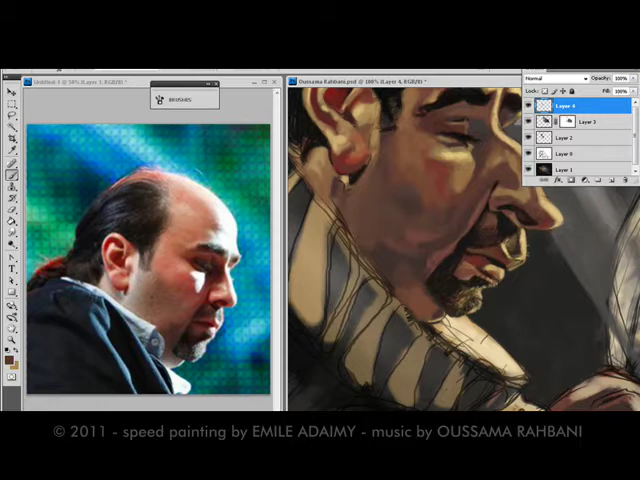 Untitled-1 @ 50% (Layer 1, RGB/8) *
BRUSHES
Oussama Rahbani.psd @ 100% (Layer 4, RGB/8) *
Normal
Opacity: 100%
Lock:
Fill: 100%
Layer 4
Layer 3
Layer 2
Layer 1
© 2011 - speed painting by EMILE ADAIMY - music by OUSSAMA RAHBANI